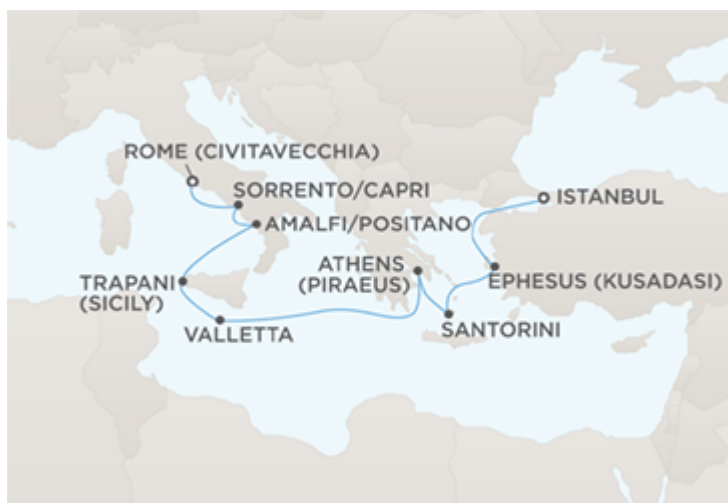 ROME (CIVITAVECCHIA)
SORRENTO/CAPRI
ISTANBUL
AMALFI/POSITANO
ATHENS
(PIRAEUS)
TRAPANI
(SICILY)
EPHESUS (KUSADASI)
VALLETTA
SANTORINI